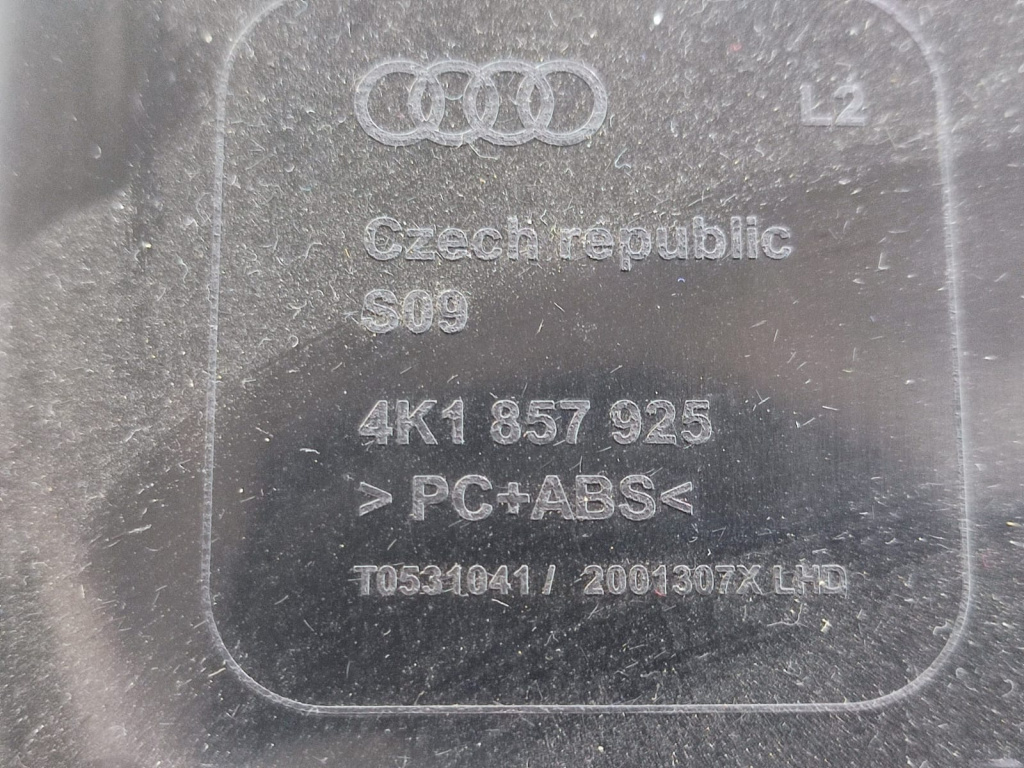 L2
Czech republic
S09
4K1 857 925
> PC+ABS<
T0531041 / 2001307X LHD